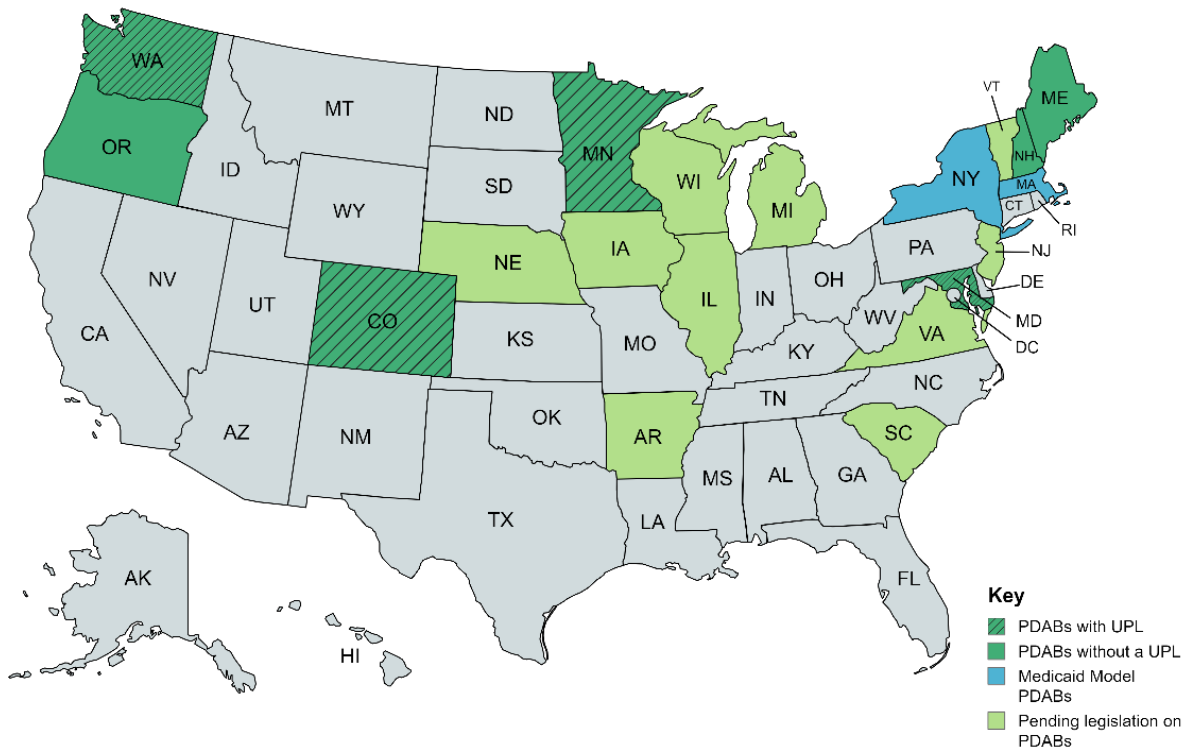 WA
MT
ND
MN
VT
ME
OR
ID
SD
WI
MI
NY
NH
MA
CT
RI
WY
NE
IA
PA
NJ
NV
UT
CO
IL
IN
OH
DE
CA
KS
MO
WV
VA
MD
KY
DC
AZ
NM
OK
AR
TN
NC
SC
TX
LA
MS
AL
GA
AK
HI
FL
Key
PDABs with UPL
PDABs without a UPL
Medicaid Model
PDABs
Pending legislation on
PDABs